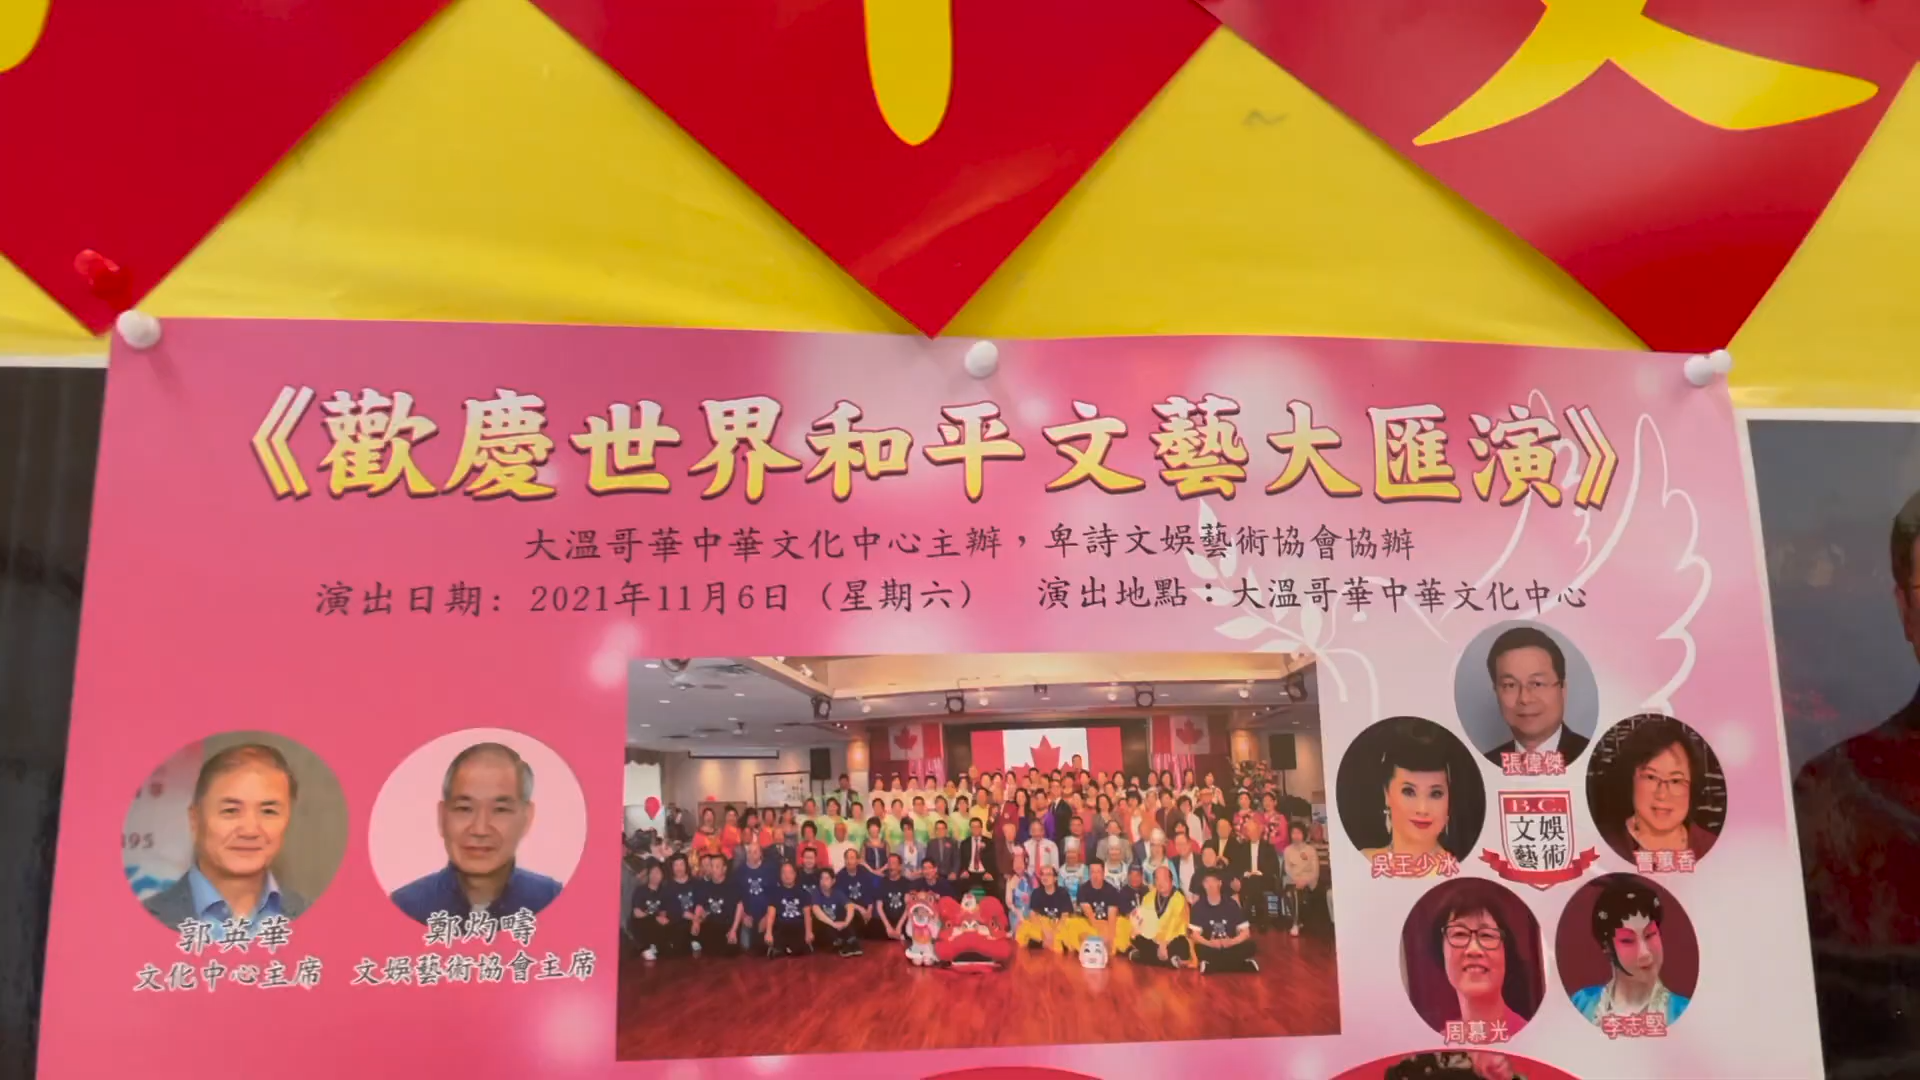 《歡慶世界和平文藝大匯演》
大溫哥華中華文化中心主辦，卑詩文娛藝術協會協辦
演出日期: 2021年11月6日（星期六） 演出地點：大溫哥華中華文化中心
張偉傑
吳王少冰
曹蕙香
B.C.
文娛
藝術
周慕光
李志堅
郭英華
文化中心主席
鄭灼疇
文娛藝術協會主席